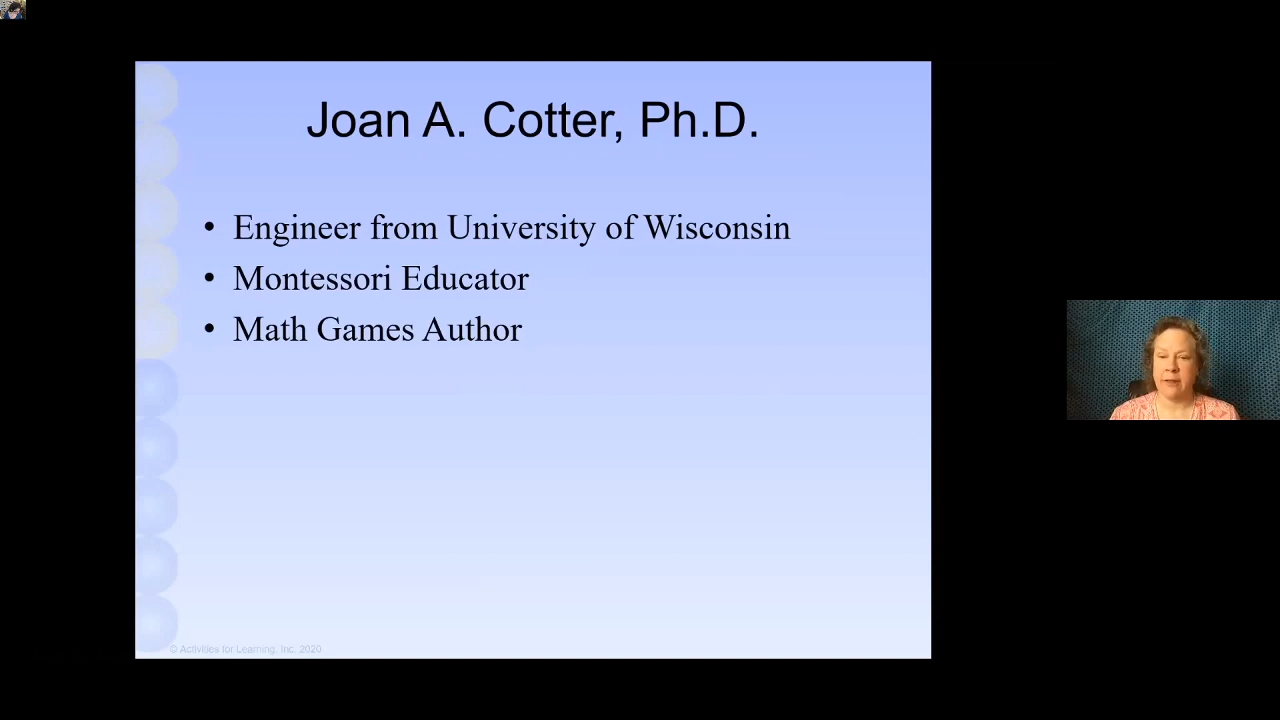 Joan A. Cotter, Ph.D.
• Engineer from University of Wisconsin
• Montessori Educator
• Math Games Author
© Activities for Learning, Inc. 2020